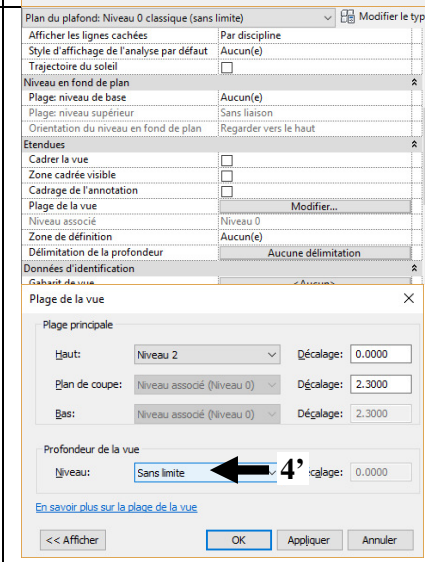 Plan du plafond: Niveau 0 classique (sans limite) Modifier le typ
Afficher les lignes cachées Par discipline
Style d'affichage de l'analyse par défaut Aucun(e)
Trajectoire du soleil
Niveau en fond de plan
Plage: niveau de base Aucun(e)
Plage: niveau supérieur Sans liaison
Orientation du niveau en fond de plan Regarder vers le haut
Etendues
Cadrer la vue
Zone cadrée visible
Cadrage de l'annotation
Plage de la vue Modifier...
Niveau associé Niveau 0
Zone de définition Aucun(e)
Délimitation de la profondeur Aucune délimitation
Données d'identification
Gabarit de vue <Aucun>
Plage de la vue
Plage principale
Haut: Niveau 2 Décalage: 0.0000
Plan de coupe: Niveau associé (Niveau 0) Décalage: 2.3000
Bas: Niveau associé (Niveau 0) Décalage: 2.3000
Profondeur de la vue
Niveau: Sans limite 4’ calage: 0.0000
En savoir plus sur la plage de la vue
<< Afficher OK Appliquer Annuler